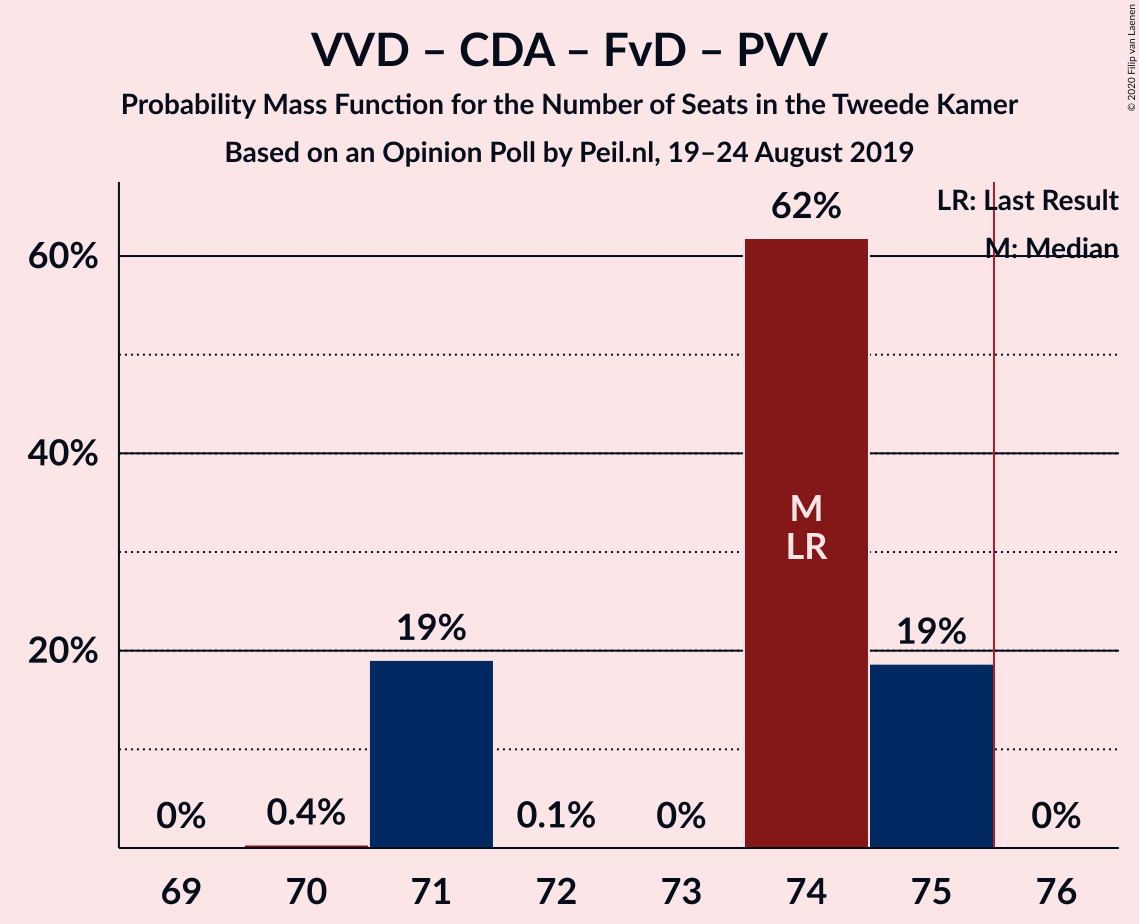 VVD – CDA – FvD – PVV
Probability Mass Function for the Number of Seats in the Tweede Kamer
Based on an Opinion Poll by Peil.nl, 19–24 August 2019
© 2020 Filip van Laenen
LR: Last Result
M: Median
60%
40%
20%
0%
0.4%
19%
0.1%
0%
62%
19%
0%
M
LR
69
70
71
72
73
74
75
76